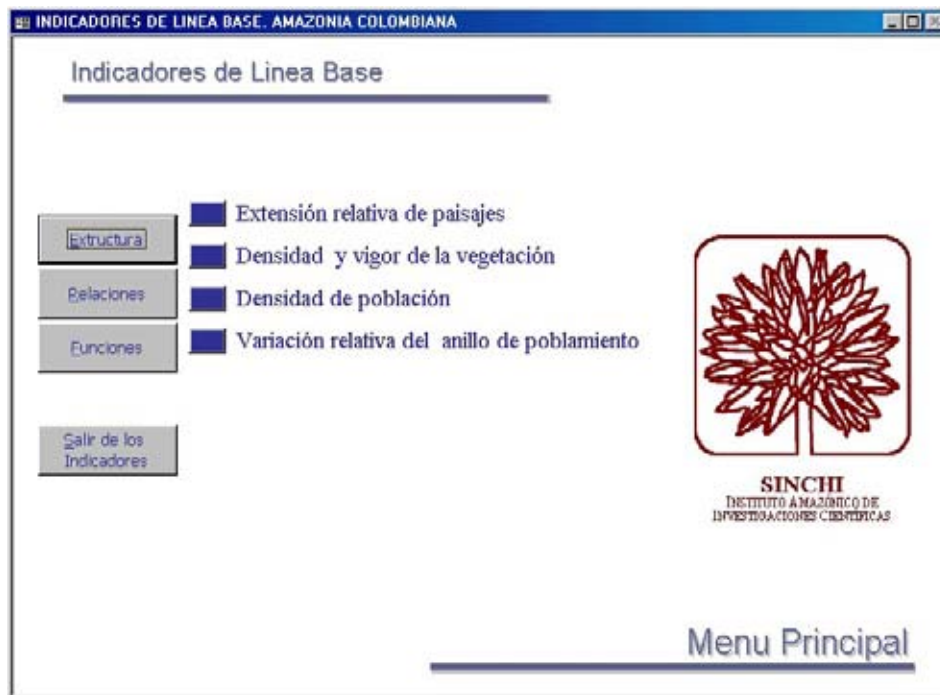 INDICADORES DE LINEA BASE. AMAZONIA COLOMBIANA
Indicadores de Linea Base
Extructura
Relaciones
Funciones
Salir de los
Indicadores
Extensión relativa de paisajes
Densidad y vigor de la vegetación
Densidad de población
Variación relativa del anillo de poblamiento
SINCHI
INSTITUTO AMAZÓNICO DE
INVESTIGACIONES CIENTÍFICAS
Menu Principal